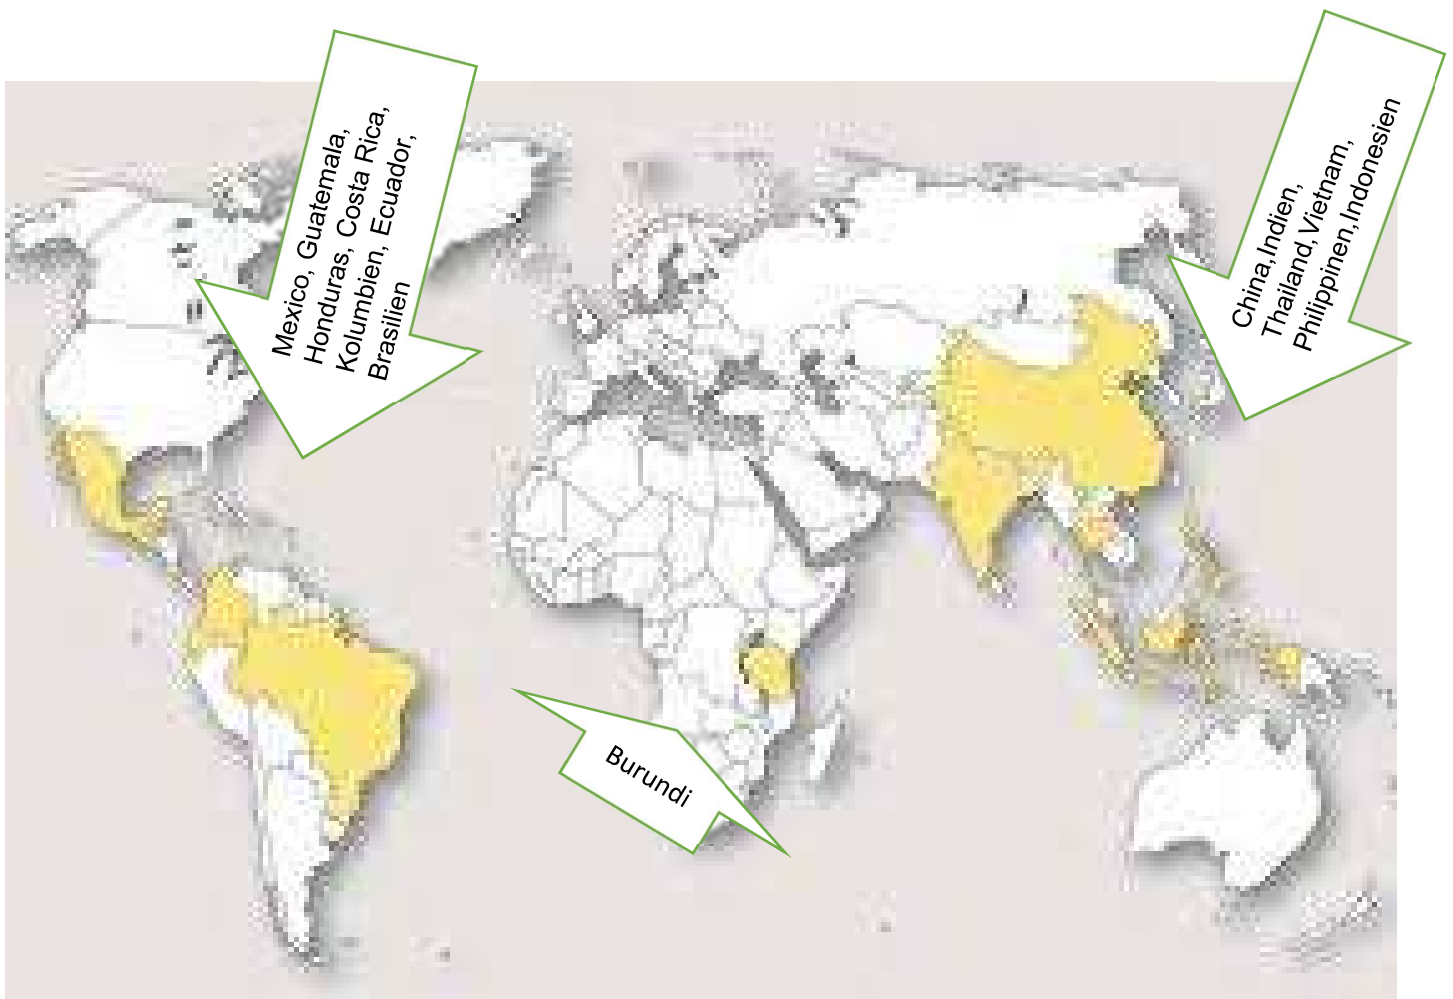 Mexico, Guatemala,
Honduras, Costa Rica,
Kolumbien, Ecuador,
Brasilien
China,Indien,
Thailand,Vietnam,
Philippinen,Indonesien
Burundi